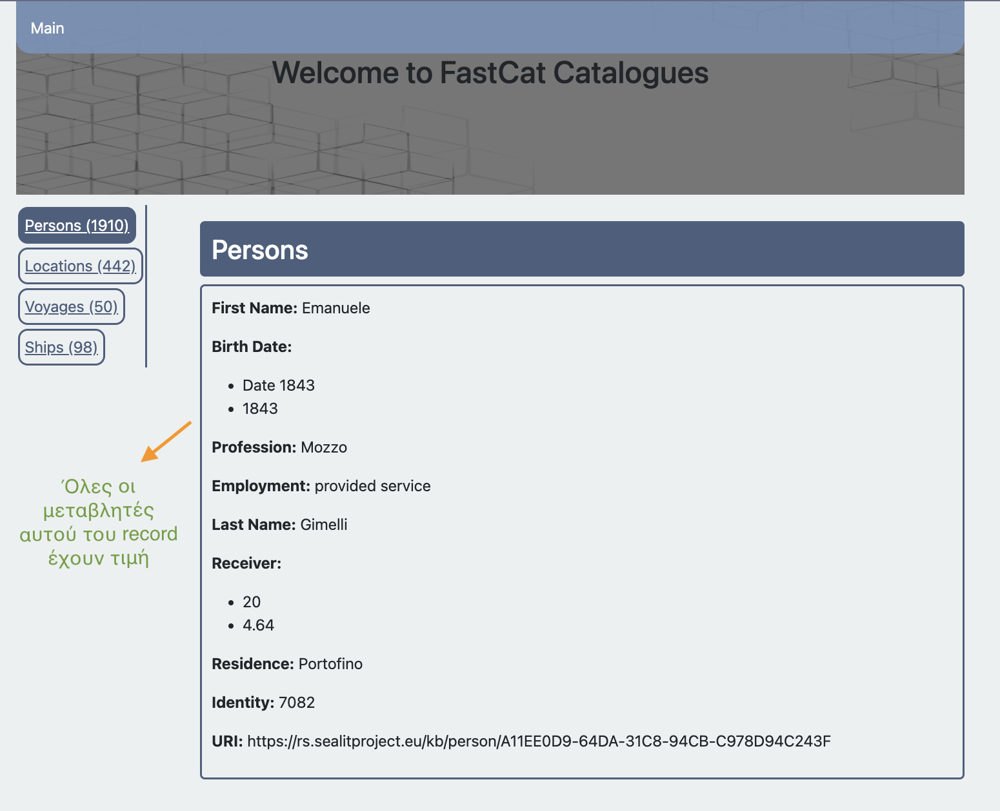 Main
Welcome to FastCat Catalogues
Persons (1910)
Locations (442)
Voyages (50)
Ships (98)
Όλες οι
μεταβλητές
αυτού του record
έχουν τιμή
Persons
First Name: Emanuele
Birth Date:
• Date 1843
• 1843
Profession: Mozzo
Employment: provided service
Last Name: Gimelli
Receiver:
• 20
• 4.64
Residence: Portofino
Identity: 7082
URI: https://rs.sealitproject.eu/kb/person/A11EE0D9-64DA-31C8-94CB-C978D94C243F